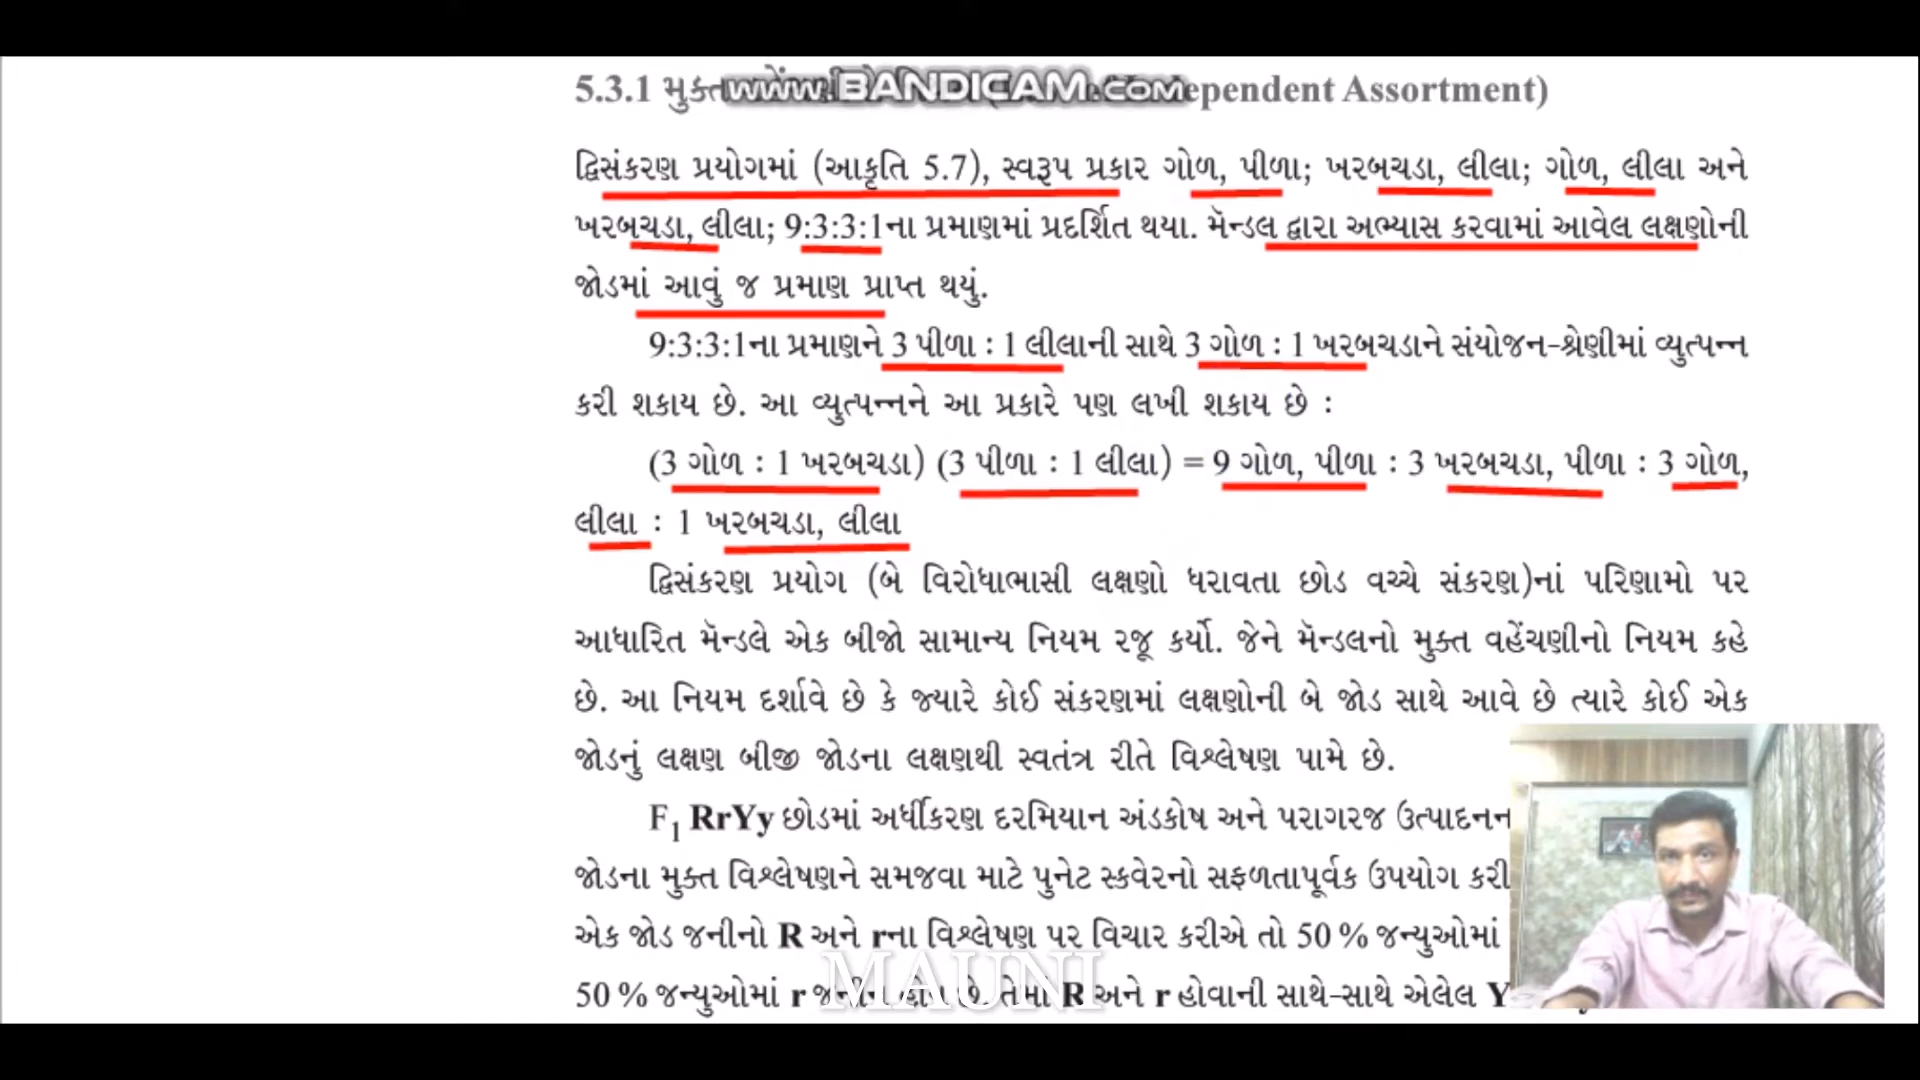 5.3.1 મુક્ત
www.BANDICAM.com
Assortment)
દ્વિસંકરણ પ્રયોગમાં (આકૃતિ 5.7), સ્વરૂપ પ્રકાર ગોળ, પીળા; ખરબચડા, લીલા; ગોળ, લીલા અને
ખરબચડા, લીલા; 9:3:3:1ના પ્રમાણમાં પ્રદર્શિત થયા. મૅન્ડલ દ્વારા અભ્યાસ કરવામાં આવેલ લક્ષણોની
જોડમાં આવું જ પ્રમાણ પ્રાપ્ત થયું.
9:3:3:1ના પ્રમાણને 3 પીળા : 1 લીલાની સાથે 3 ગોળ : 1 ખરબચડાને સંયોજન-શ્રેણીમાં વ્યુત્પન્ન
કરી શકાય છે. આ વ્યુત્પન્નને આ પ્રકારે પણ લખી શકાય છે :
(3 ગોળ : 1 ખરબચડા) (3 પીળા : 1 લીલા) = 9 ગોળ, પીળા : 3 ખરબચડા, પીળા : 3 ગોળ,
લીલા : 1 ખરબચડા, લીલા
દ્વિસંકરણ પ્રયોગ (બે વિરોધાભાસી લક્ષણો ધરાવતા છોડ વચ્ચે સંકરણ)નાં પરિણામો પર
આધારિત મૅન્ડલે એક બીજો સામાન્ય નિયમ રજૂ કર્યો. જેને મૅન્ડલનો મુક્ત વહેંચણીનો નિયમ કહે
છે. આ નિયમ દર્શાવે છે કે જ્યારે કોઈ સંકરણમાં લક્ષણોની બે જોડ સાથે આવે છે ત્યારે કોઈ એક
જોડનું લક્ષણ બીજી જોડના લક્ષણથી સ્વતંત્ર રીતે વિશ્લેષણ પામે છે.
F₁ RrYy છોડમાં અર્ધીકરણ દરમિયાન અંડકોષ અને પરાગરજ
જોડના મુક્ત વિશ્લેષણને સમજવા માટે પુનેટ સ્કવેરનો સફળતાપૂર્વક ઉપયોગ કરી
એક જોડ જનીનો R અને rના વિશ્લેષણ પર વિચાર કરીએ તો 50 % જન્યુઓમાં
50 % જન્યુઓમાં r R અને r હોવાની સાથે-સાથે એલેલ Y
MAUNI